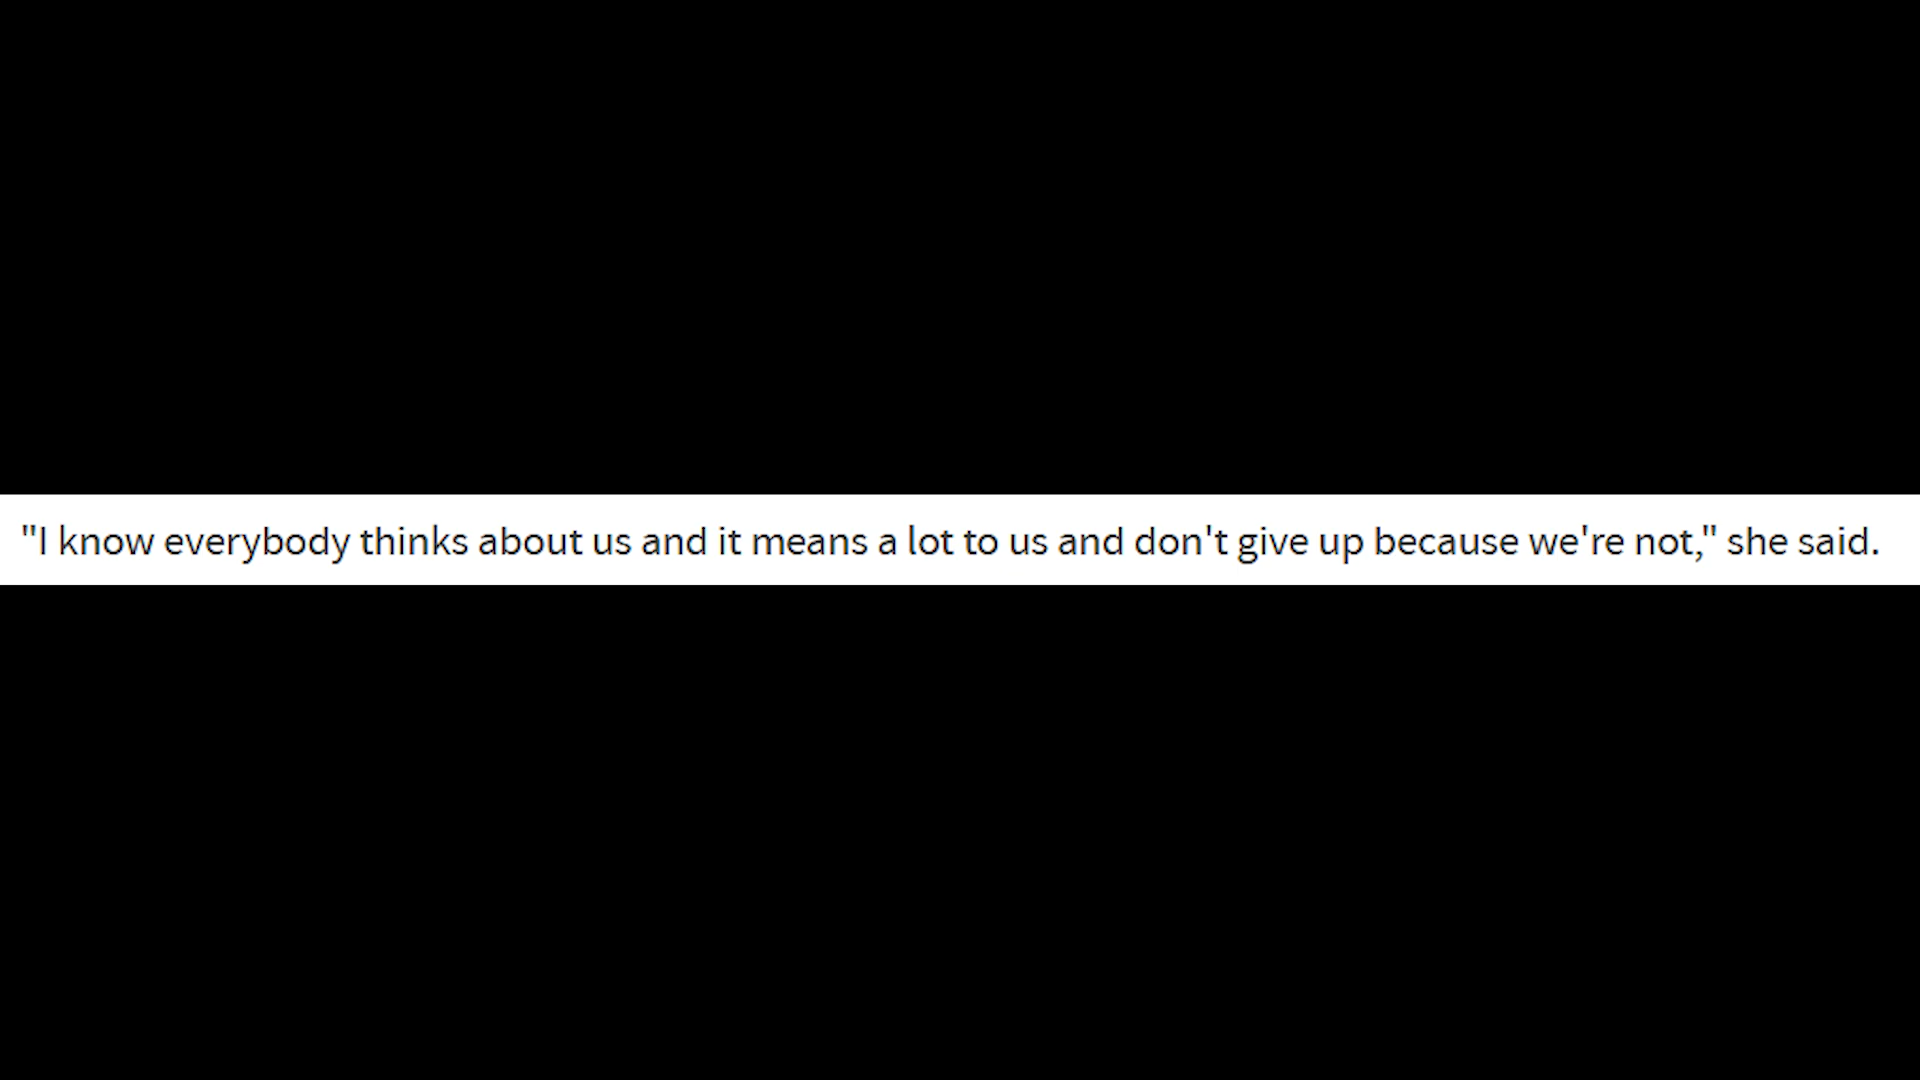 "I know everybody thinks about us and it means a lot to us and don't give up because we're not," she said.